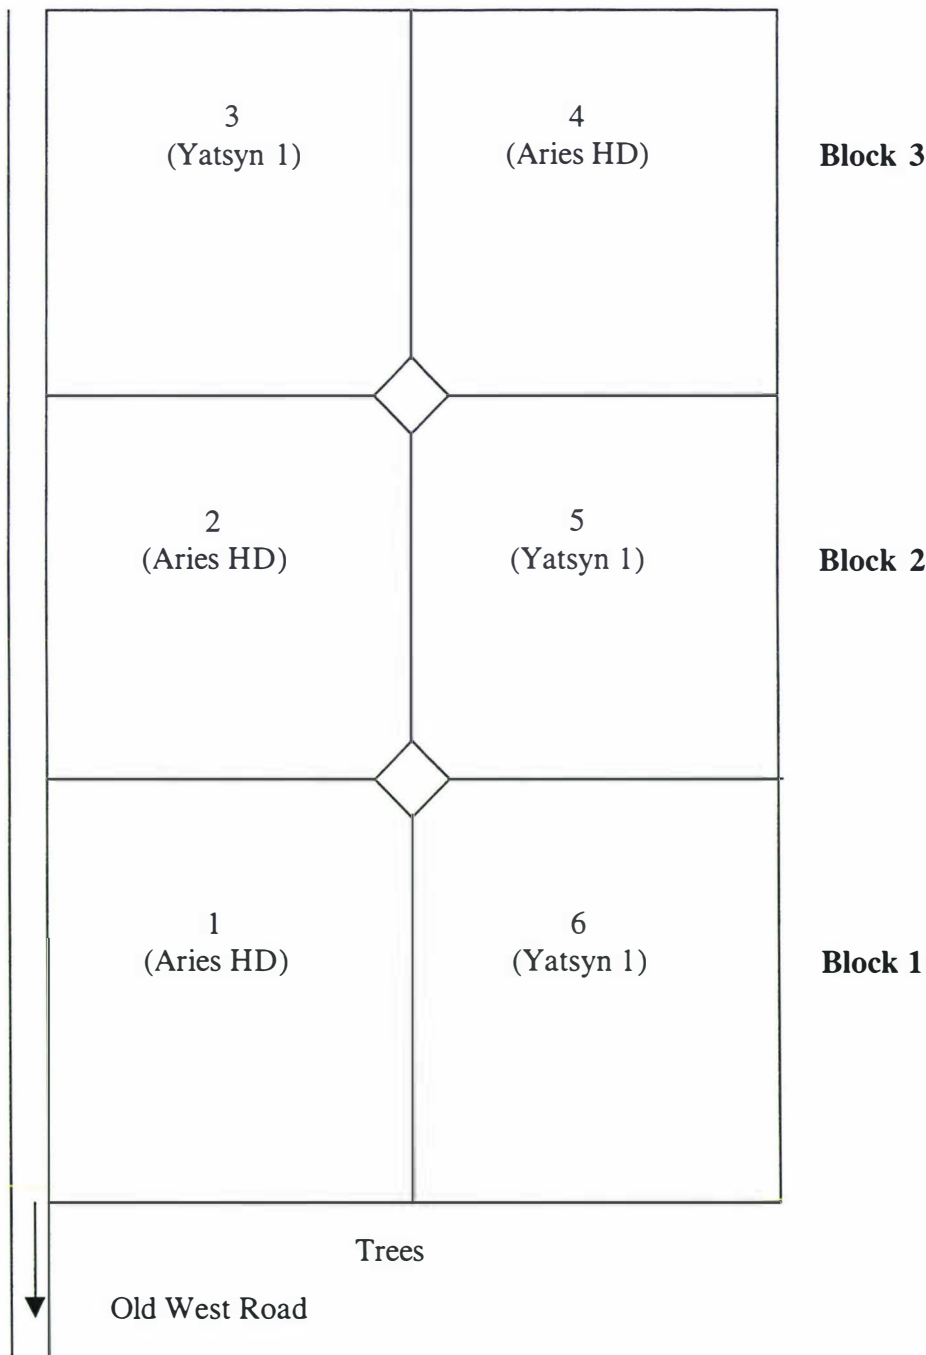 3
(Yatsyn 1)
4
(Aries HD)
Block 3
2
(Aries HD)
5
(Yatsyn 1)
Block 2
1
(Aries HD)
6
(Yatsyn 1)
Block 1
Trees
Old West Road